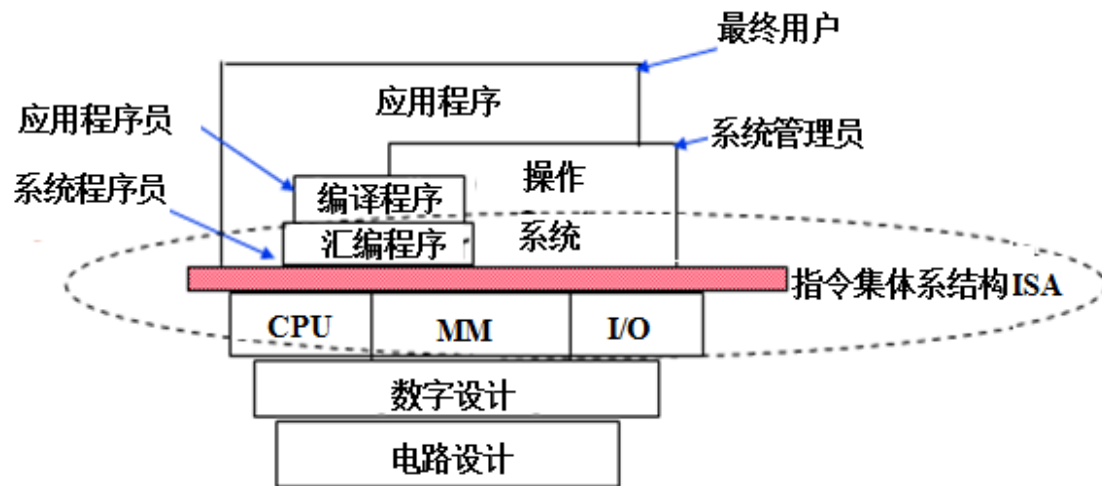 最终用户
应用程序
应用程序员
系统管理员
操作
系统程序员
编译程序
汇编程序
系统
指令集体系结构ISA
CPU
MM
I/O
数字设计
电路设计